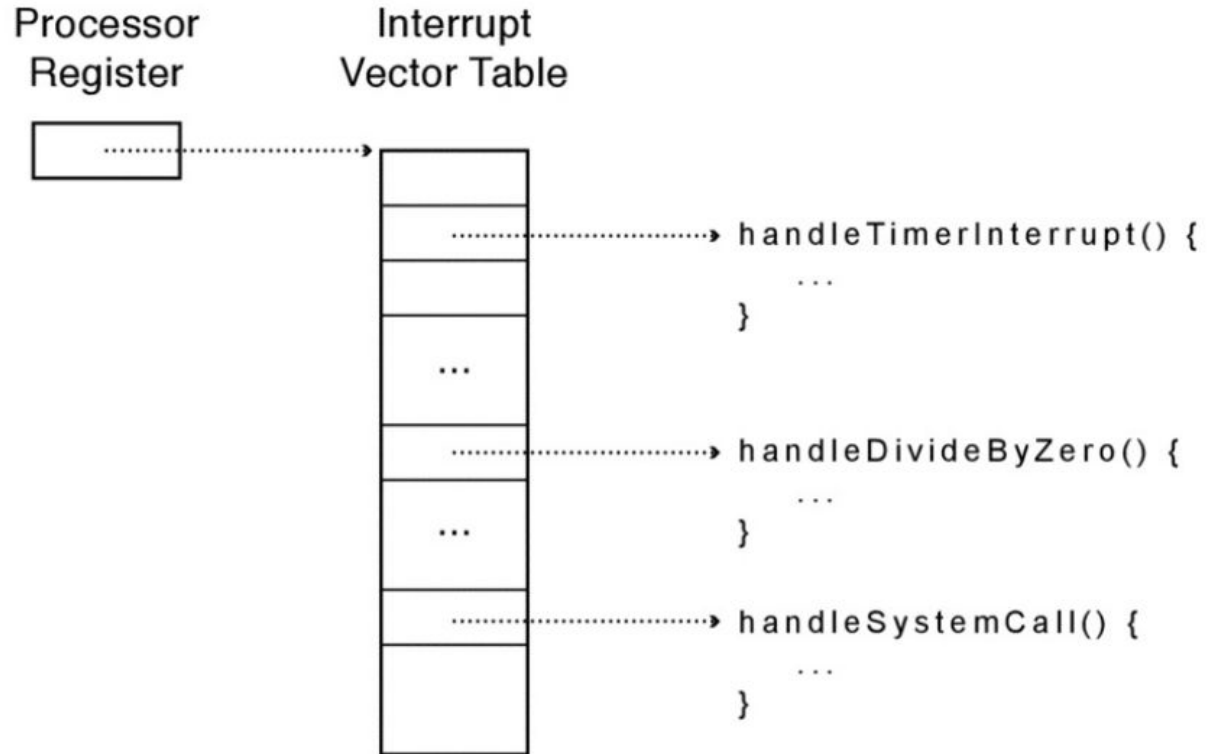 Processor
Register
Interrupt
Vector Table
handleTimerInterrupt() {
...
}
...
handleDivideByZero() {
...
}
...
handleSystemCall() {
...
}